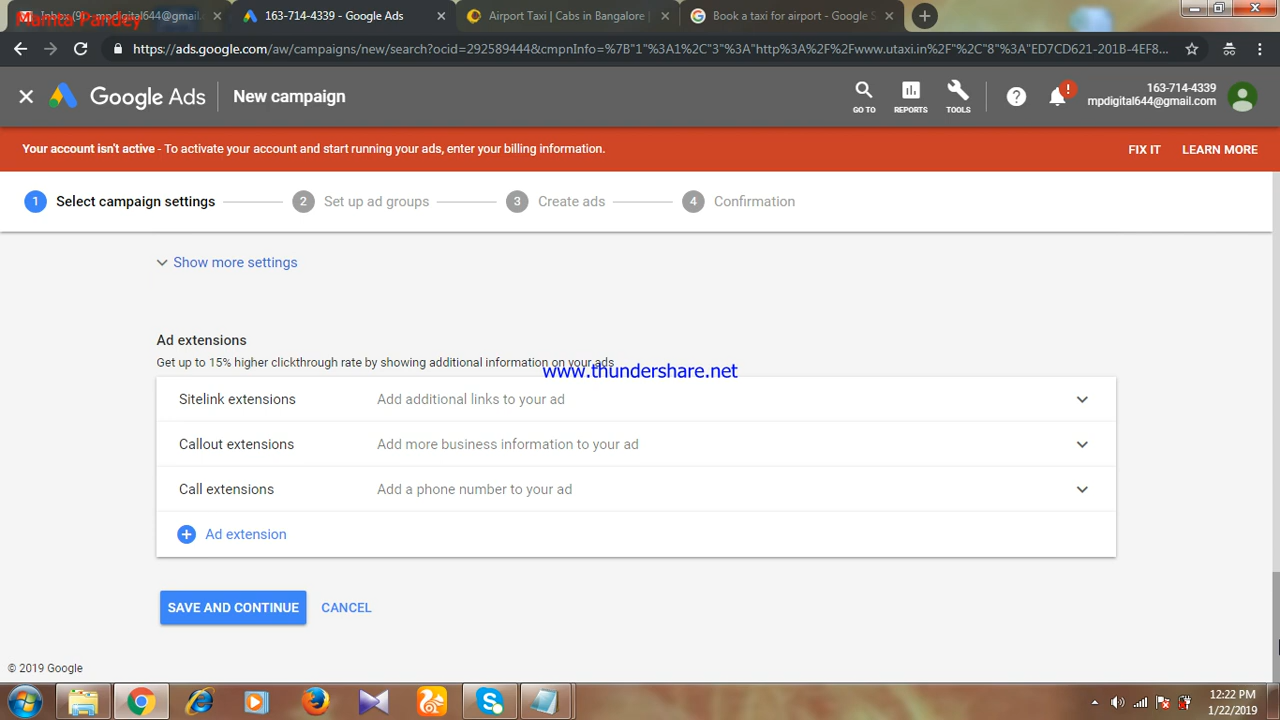 Inbox (9) - mpdigital644@gmail.
Mamta Pandey
163-714-4339 - Google Ads
Airport Taxi | Cabs in Bangalore |
Book a taxi for airport - Google S
https://ads.google.com/aw/campaigns/new/search?ocid=292589444&cmpnInfo=%7B"1"%3A1%2C"3"%3A"http%3A%2F%2Fwww.utaxi.in%2F"%2C"8"%3A"ED7CD621-201B-4EF8...
Google Ads
New campaign
GO TO
REPORTS
TOOLS
!
163-714-4339
mpdigital644@gmail.com
Your account isn't active - To activate your account and start running your ads, enter your billing information.
FIX IT
LEARN MORE
1 Select campaign settings
2 Set up ad groups
3 Create ads
4 Confirmation
Show more settings
Ad extensions
Get up to 15% higher clickthrough rate by showing additional information on your ads
www.thundershare.net
Sitelink extensions Add additional links to your ad
Callout extensions Add more business information to your ad
Call extensions Add a phone number to your ad
Ad extension
SAVE AND CONTINUE
CANCEL
© 2019 Google
12:22 PM
1/22/2019